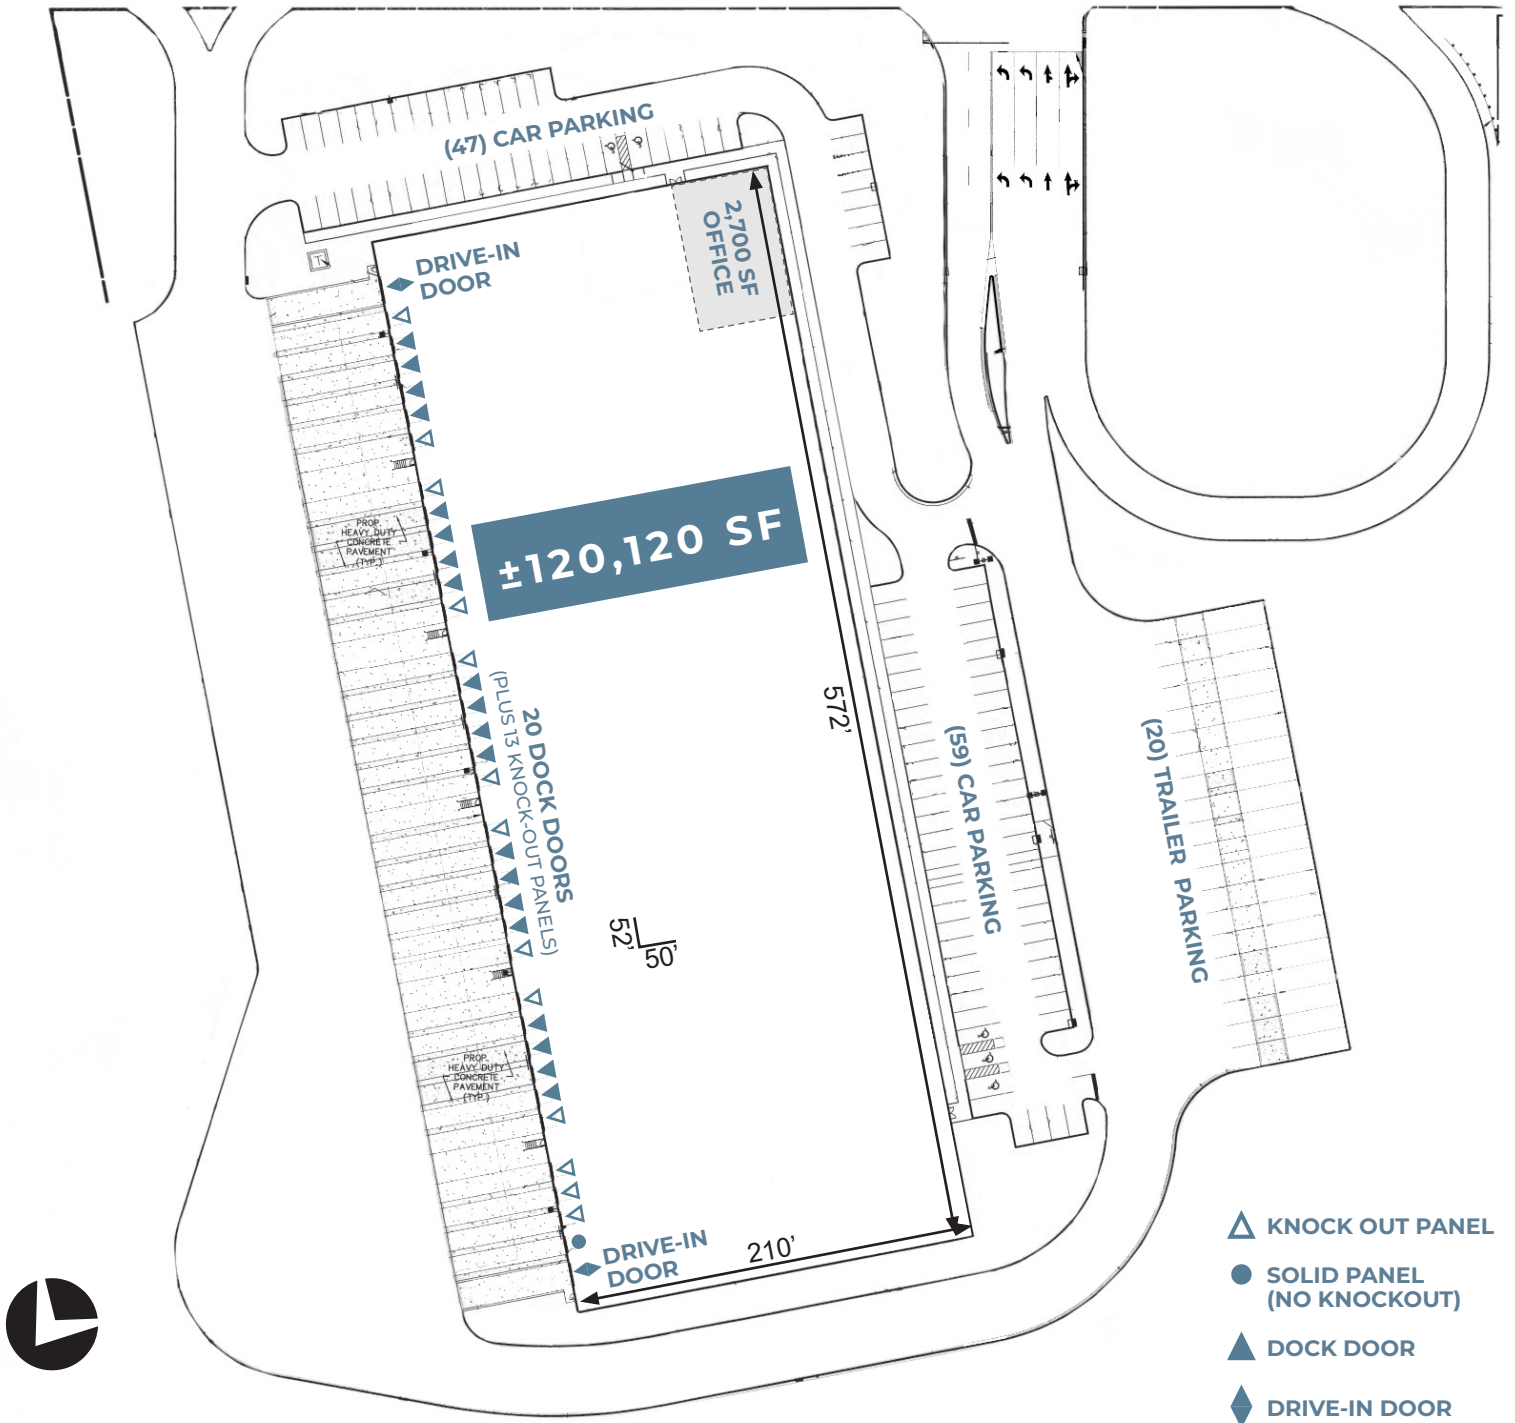 (47) CAR PARKING
2,700 SF
OFFICE
T
DRIVE-IN
DOOR
±120,120 SF
PROP.
HEAVY DUTY
CONCRETE
PAVEMENT
(TYP.)
572’
20 DOCK DOORS
(PLUS 13 KNOCK-OUT PANELS)
(59) CAR PARKING
(20) TRAILER PARKING
52’
50’
PROP.
HEAVY DUTY
CONCRETE
PAVEMENT
(TYP.)
DRIVE-IN
DOOR
210’
KNOCK OUT PANEL
SOLID PANEL
(NO KNOCKOUT)
DOCK DOOR
DRIVE-IN DOOR